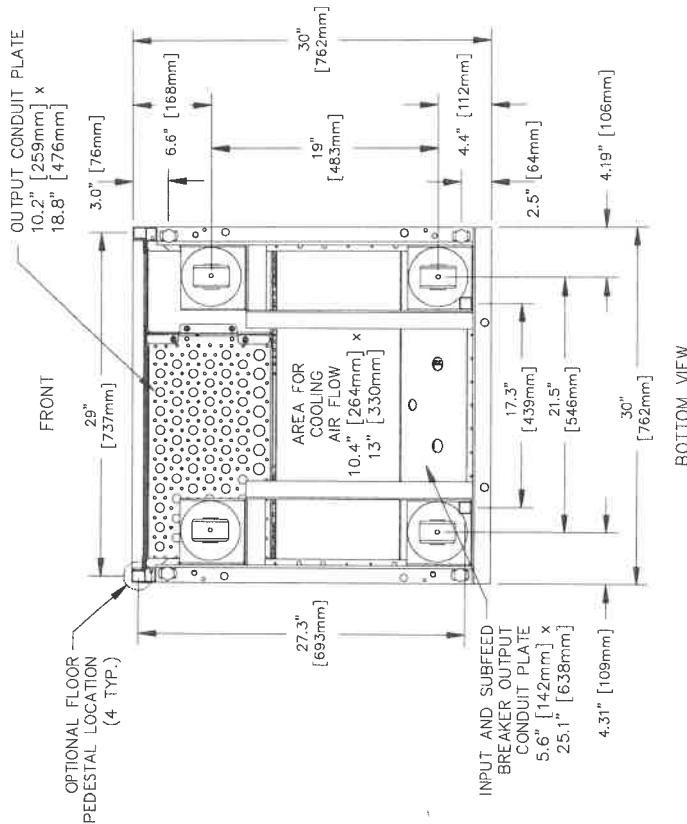 OUTPUT CONDUIT PLATE
10.2" [259mm] x
18.8" [476mm]
FRONT
29"
[737mm]
3.0" [76mm]
6.6" [168mm]
30"
[762mm]
19"
[483mm]
4.4" [112mm]
2.5" [64mm]
4.19" [106mm]
OPTIONAL FLOOR
PEDESTAL LOCATION
(4 TYP.)
27.3"
[693mm]
AREA FOR
COOLING
AIR FLOW
10.4" [264mm] x
13" [330mm]
INPUT AND SUBFEED
BREAKER OUTPUT
CONDUIT PLATE
5.6" [142mm] x
25.1" [638mm]
4.31" [109mm]
17.3"
[439mm]
21.5"
[546mm]
30"
[762mm]
BOTTOM VIEW